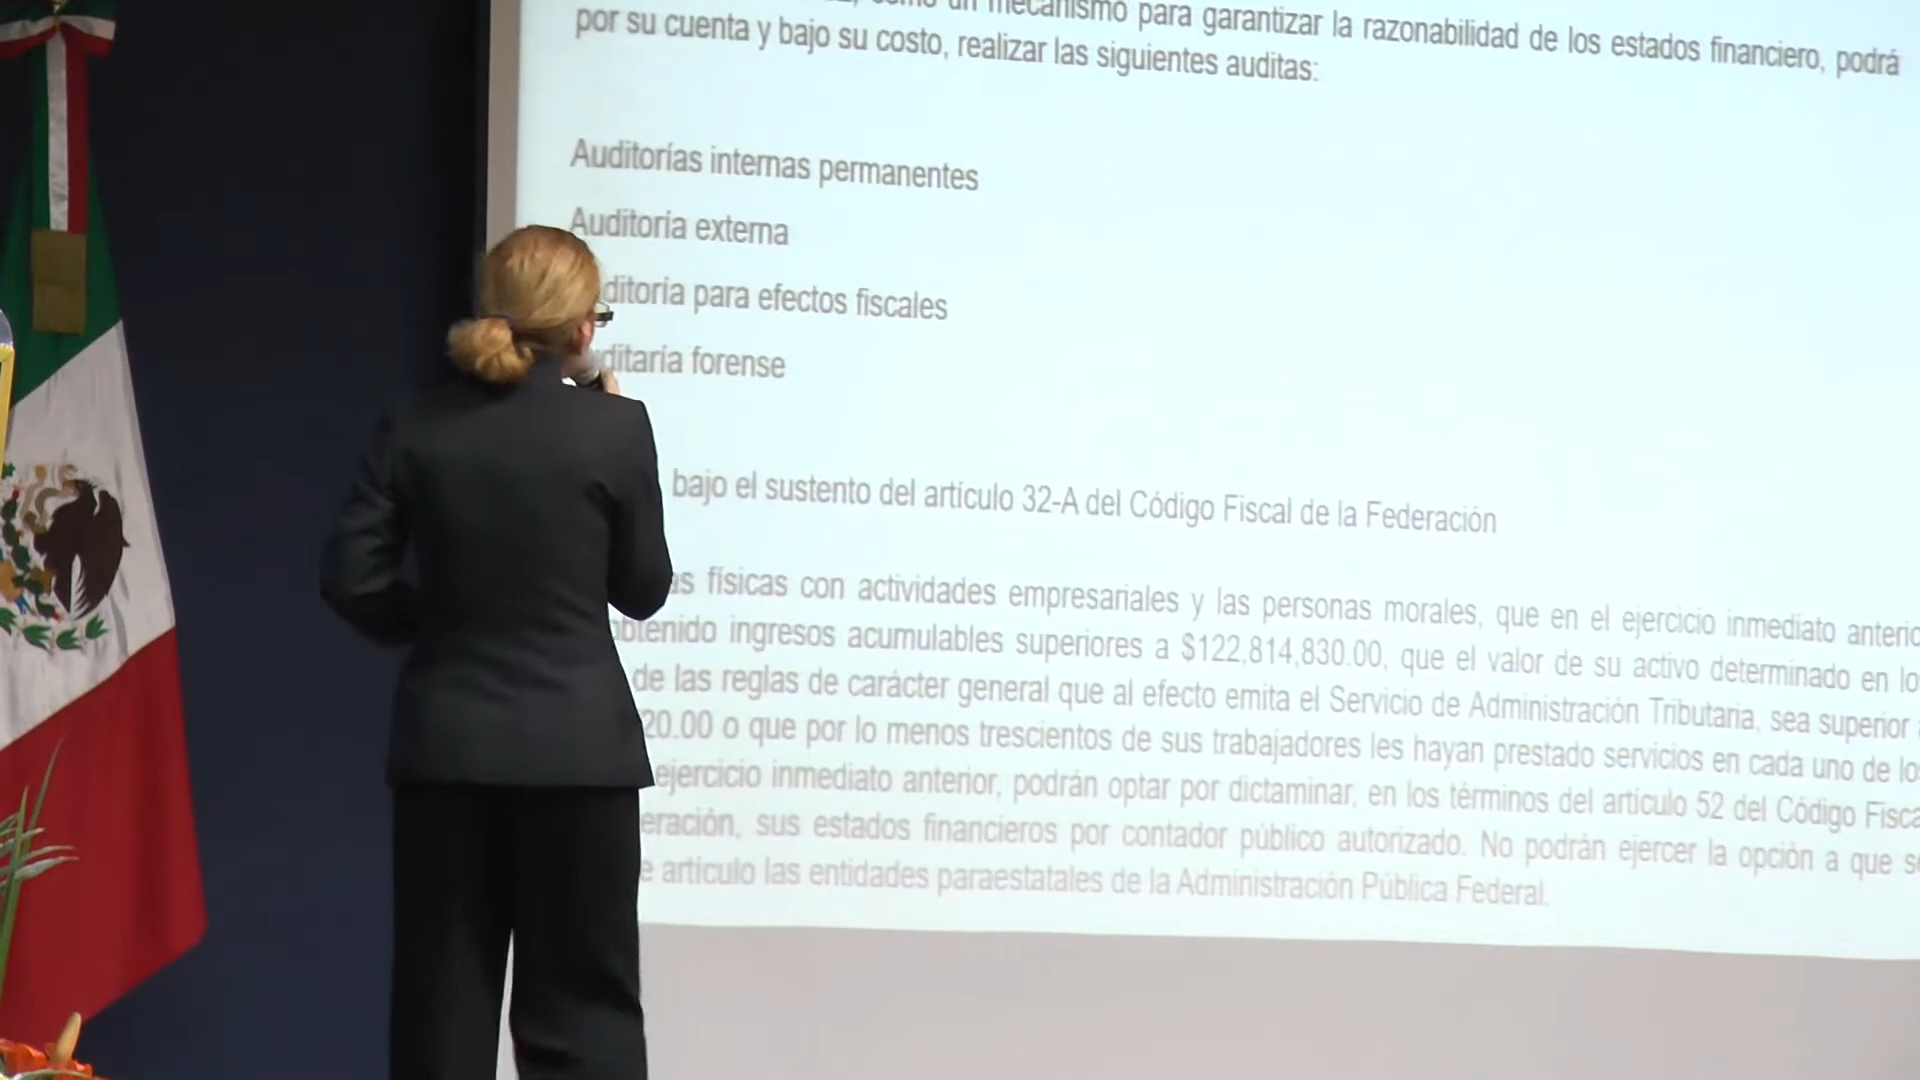 un mecanismo para garantizar la razonabilidad de los estados financiero, podrá
por su cuenta y bajo su costo, realizar las siguientes auditas:
Auditorías internas permanentes
Auditoría externa
ditoría para efectos fiscales
ditaría forense
bajo el sustento del artículo 32-A del Código Fiscal de la Federación
as físicas con actividades empresariales y las personas morales, que en el ejercicio inmediato anterio
obtenido ingresos acumulables superiores a $122,814,830.00, que el valor de su activo determinado en lo
de las reglas de carácter general que al efecto emita el Servicio de Administración Tributaria, sea superior
20.00 o que por lo menos trescientos de sus trabajadores les hayan prestado servicios en cada uno de lo
ejercicio inmediato anterior, podrán optar por dictaminar, en los términos del artículo 52 del Código Fisca
eración, sus estados financieros por contador público autorizado. No podrán ejercer la opción a que s
e artículo las entidades paraestatales de la Administración Pública Federal.